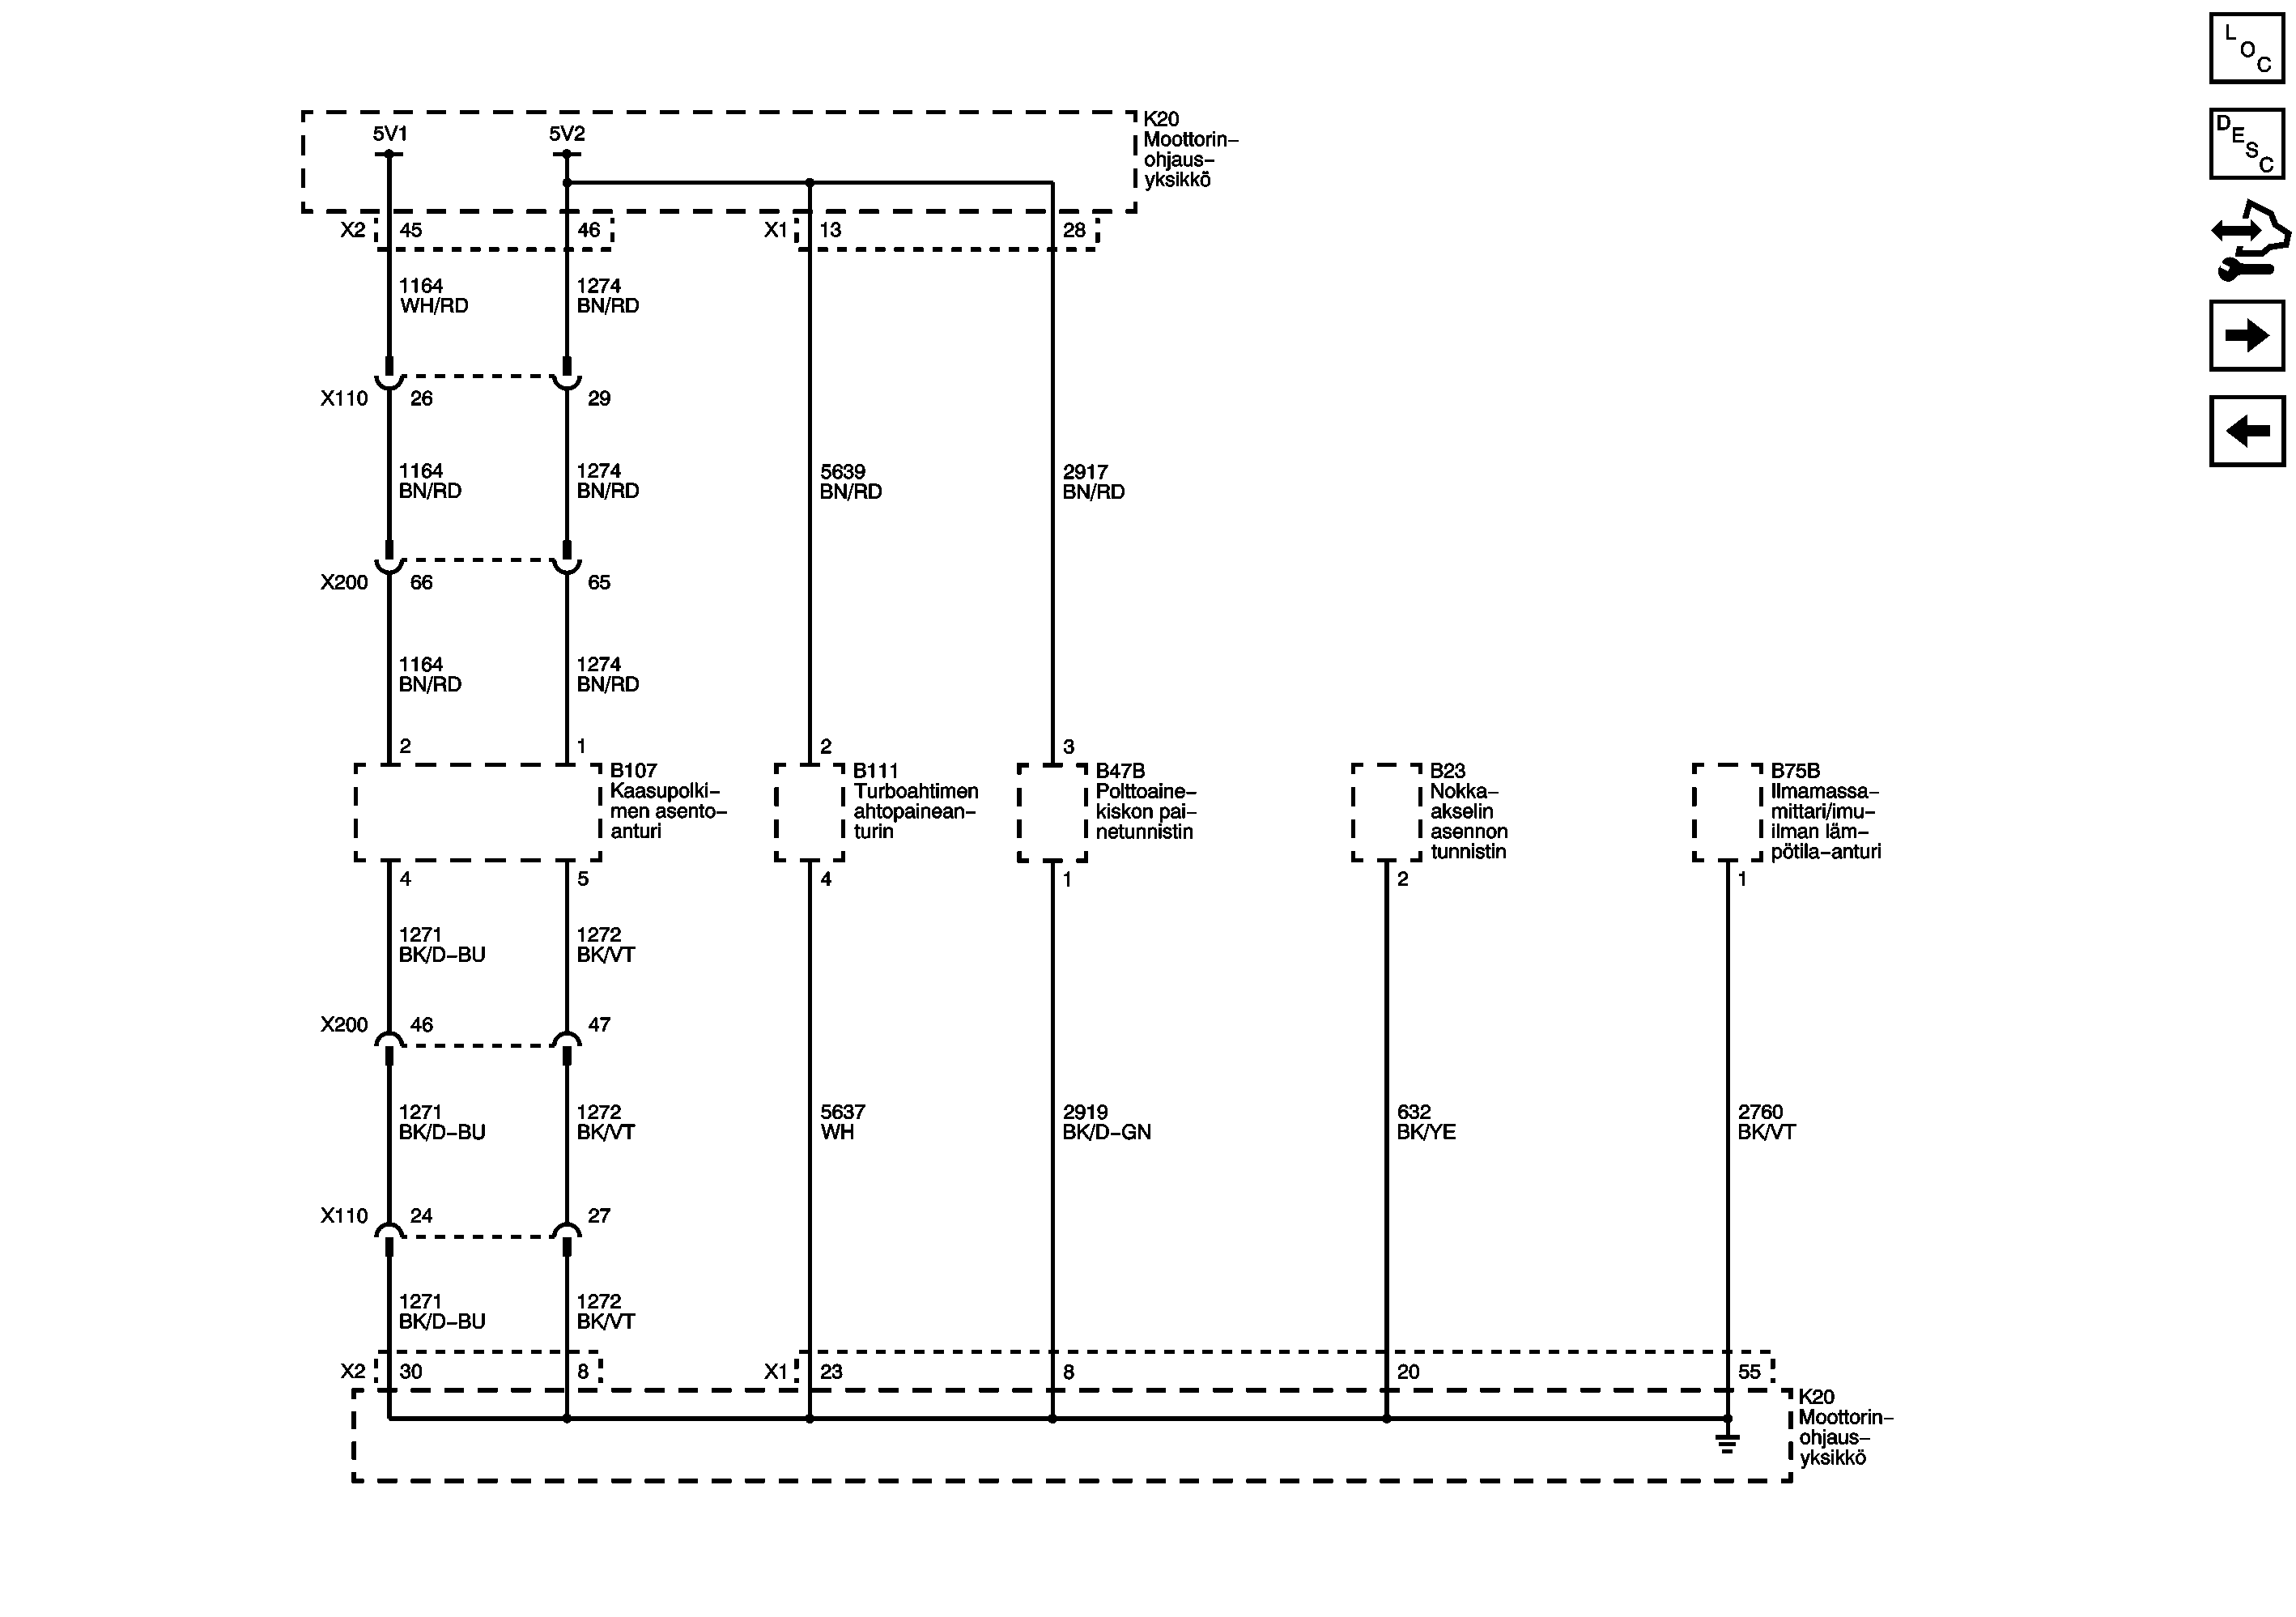 L
O
C
D
E
S
C
5V1
5V2
K20
Moottorin–
ohjaus–
yksikkö
X2
45
46
X1
13
28
1164
WH/RD
1274
BN/RD
X110
26
29
1164
BN/RD
1274
BN/RD
5639
BN/RD
2917
BN/RD
X200
66
65
1164
BN/RD
1274
BN/RD
2
1
2
3
B107
Kaasupolki–
men asento–
anturi
B111
Turboahtimen
ahtopainean–
turin
B47B
Polttoaine–
kiskon pai–
netunnistin
B23
Nokka–
akselin
asennon
tunnistin
B75B
Ilmamassa–
mittari/imu–
ilman läm–
pötila–anturi
4
5
4
1
2
1
1271
BK/D–BU
1272
BK/VT
X200
46
47
1271
BK/D–BU
1272
BK/VT
5637
WH
2919
BK/D–GN
632
BK/YE
2760
BK/VT
X110
24
27
1271
BK/D–BU
1272
BK/VT
X2
30
8
X1
23
8
20
55
K20
Moottorin–
ohjaus–
yksikkö